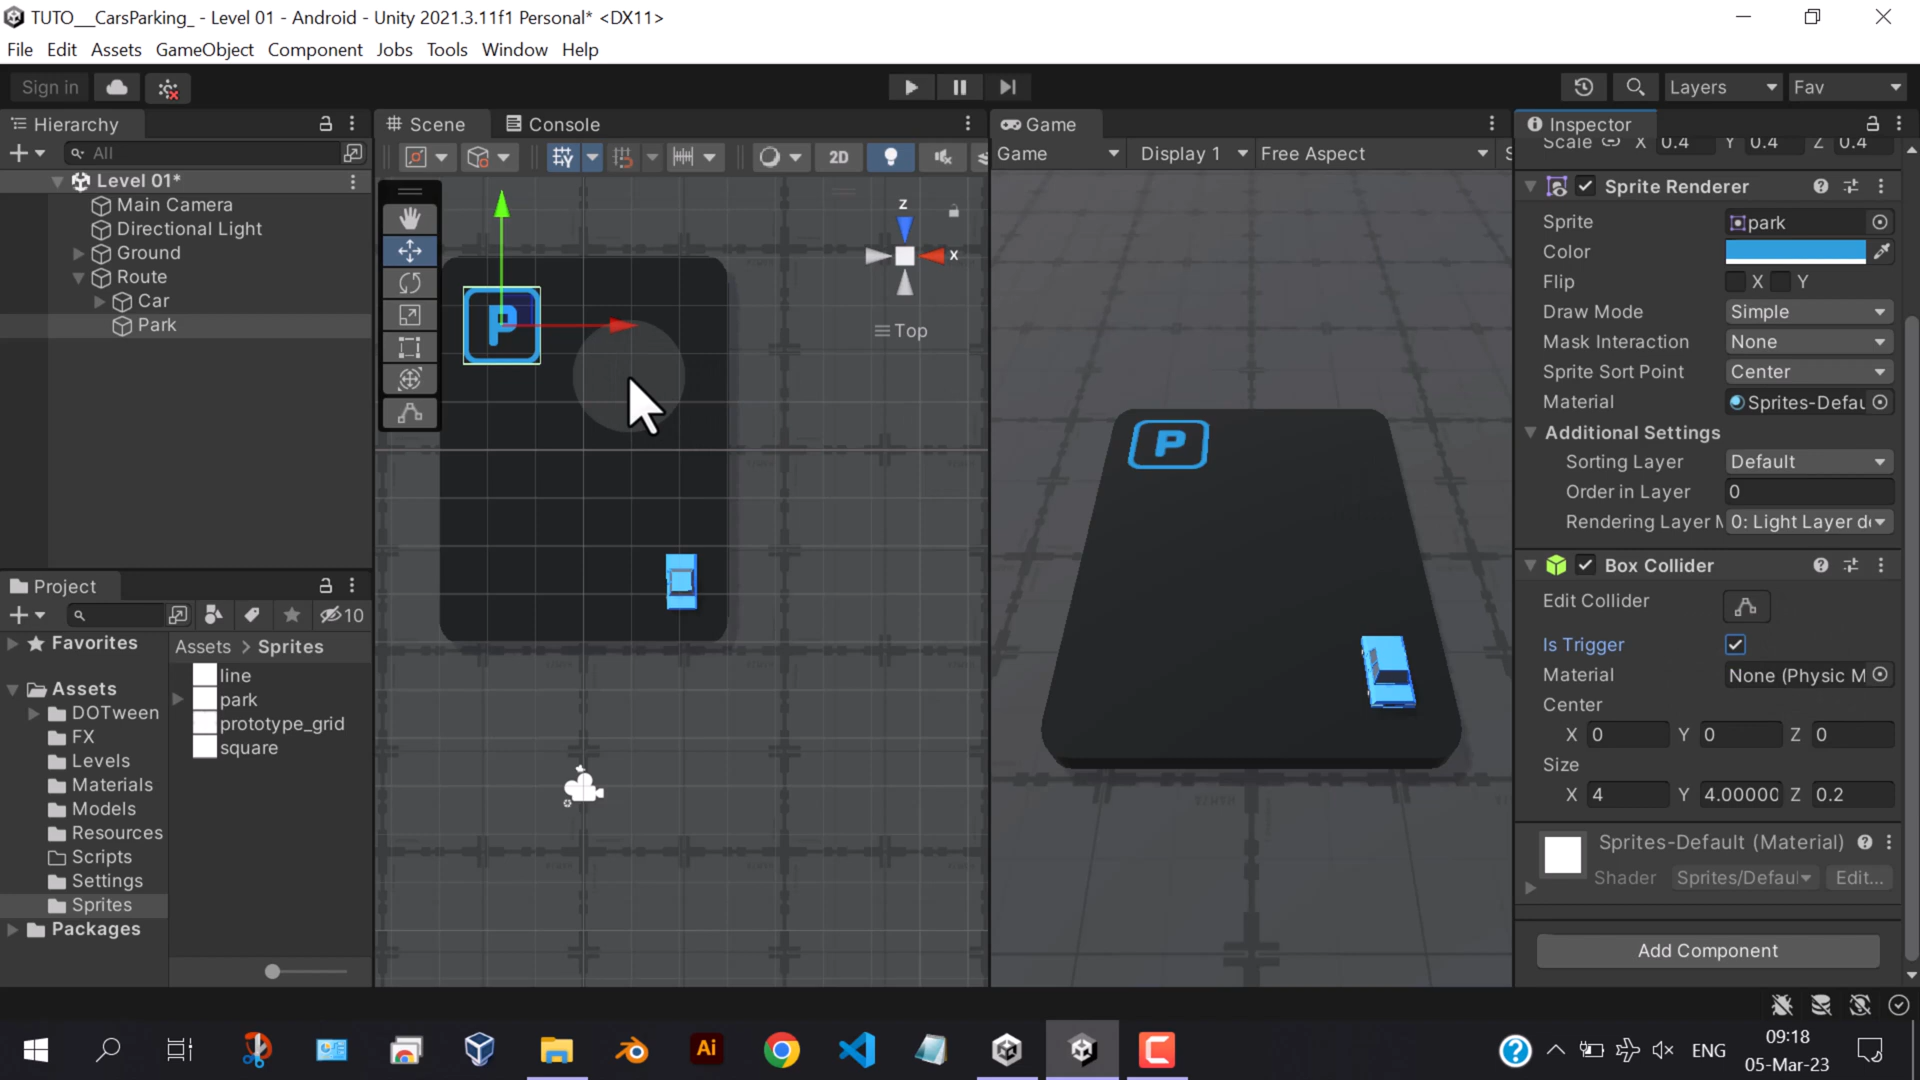 TUTO__CarsParking_ - Level 01 - Android - Unity 2021.3.11f1 Personal* <DX11>
File Edit Assets GameObject Component Jobs Tools Window Help
Sign in
Layers
Fav
Hierarchy
All
Level 01*
Main Camera
Directional Light
Ground
Route
Car
Park
Scene
Console
2D
z
x
Top
P
Game
Game
Display 1
Free Aspect
P
Inspector
Scale X 0.4 Y 0.4 Z 0.4
Sprite Renderer
Sprite park
Color
Flip X Y
Draw Mode Simple
Mask Interaction None
Sprite Sort Point Center
Material Sprites-Defau
Additional Settings
Sorting Layer Default
Order in Layer 0
Rendering Layer M 0: Light Layer de
Box Collider
Edit Collider
Is Trigger
Material None (Physic M
Center
X 0 Y 0 Z 0
Size
X 4 Y 4.00000 Z 0.2
Sprites-Default (Material)
Shader Sprites/Defaul Edit...
Add Component
Project
10
Favorites
Assets
DOTween
FX
Levels
Materials
Models
Resources
Scripts
Settings
Sprites
Packages
Assets > Sprites
line
park
prototype_grid
square
Ai
ENG
09:18
05-Mar-23